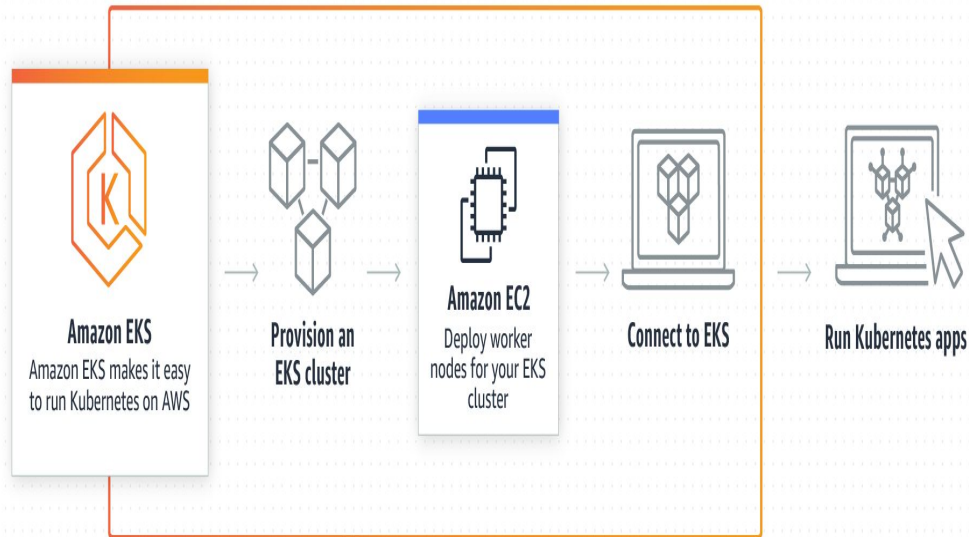 K
Amazon EKS
Amazon EKS makes it easy
to run Kubernetes on AWS
Provision an
EKS cluster
Amazon EC2
Deploy worker
nodes for your EKS
cluster
Connect to EKS
Run Kubernetes apps